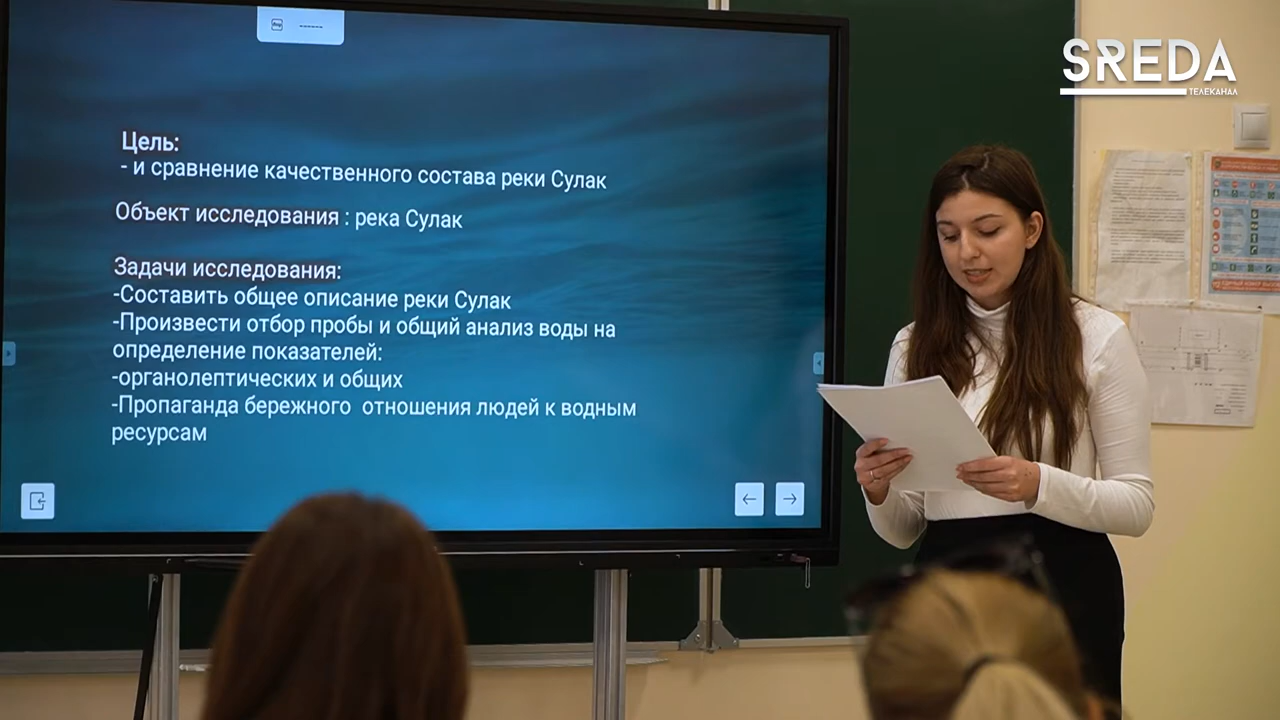 SREDA
ТЕЛЕКАНАЛ
Цель:
- и сравнение качественного состава реки Сулак
Объект исследования : река Сулак
Задачи исследования:
-Составить общее описание реки Сулак
-Произвести отбор пробы и общий анализ воды на
определение показателей:
-органолептических и общих
-Пропаганда бережного отношения людей к водным
ресурсам